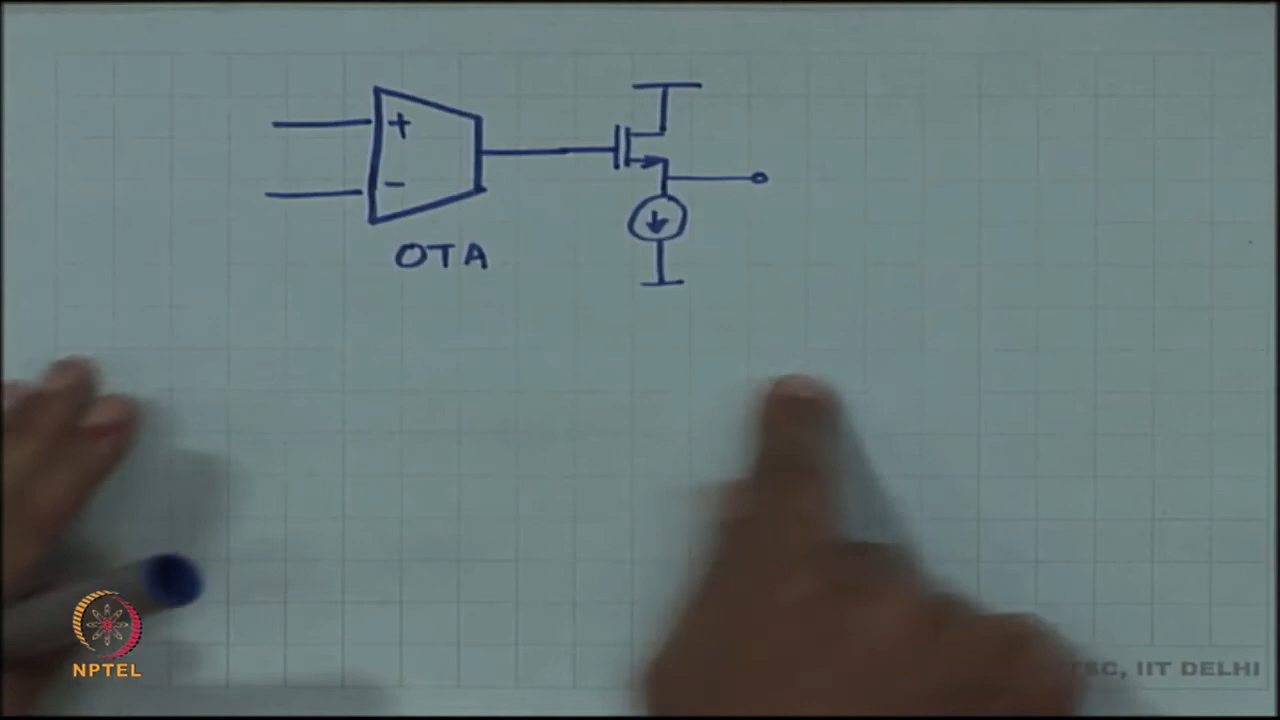 +
-
OTA
NPTEL
SC, IIT DELHI